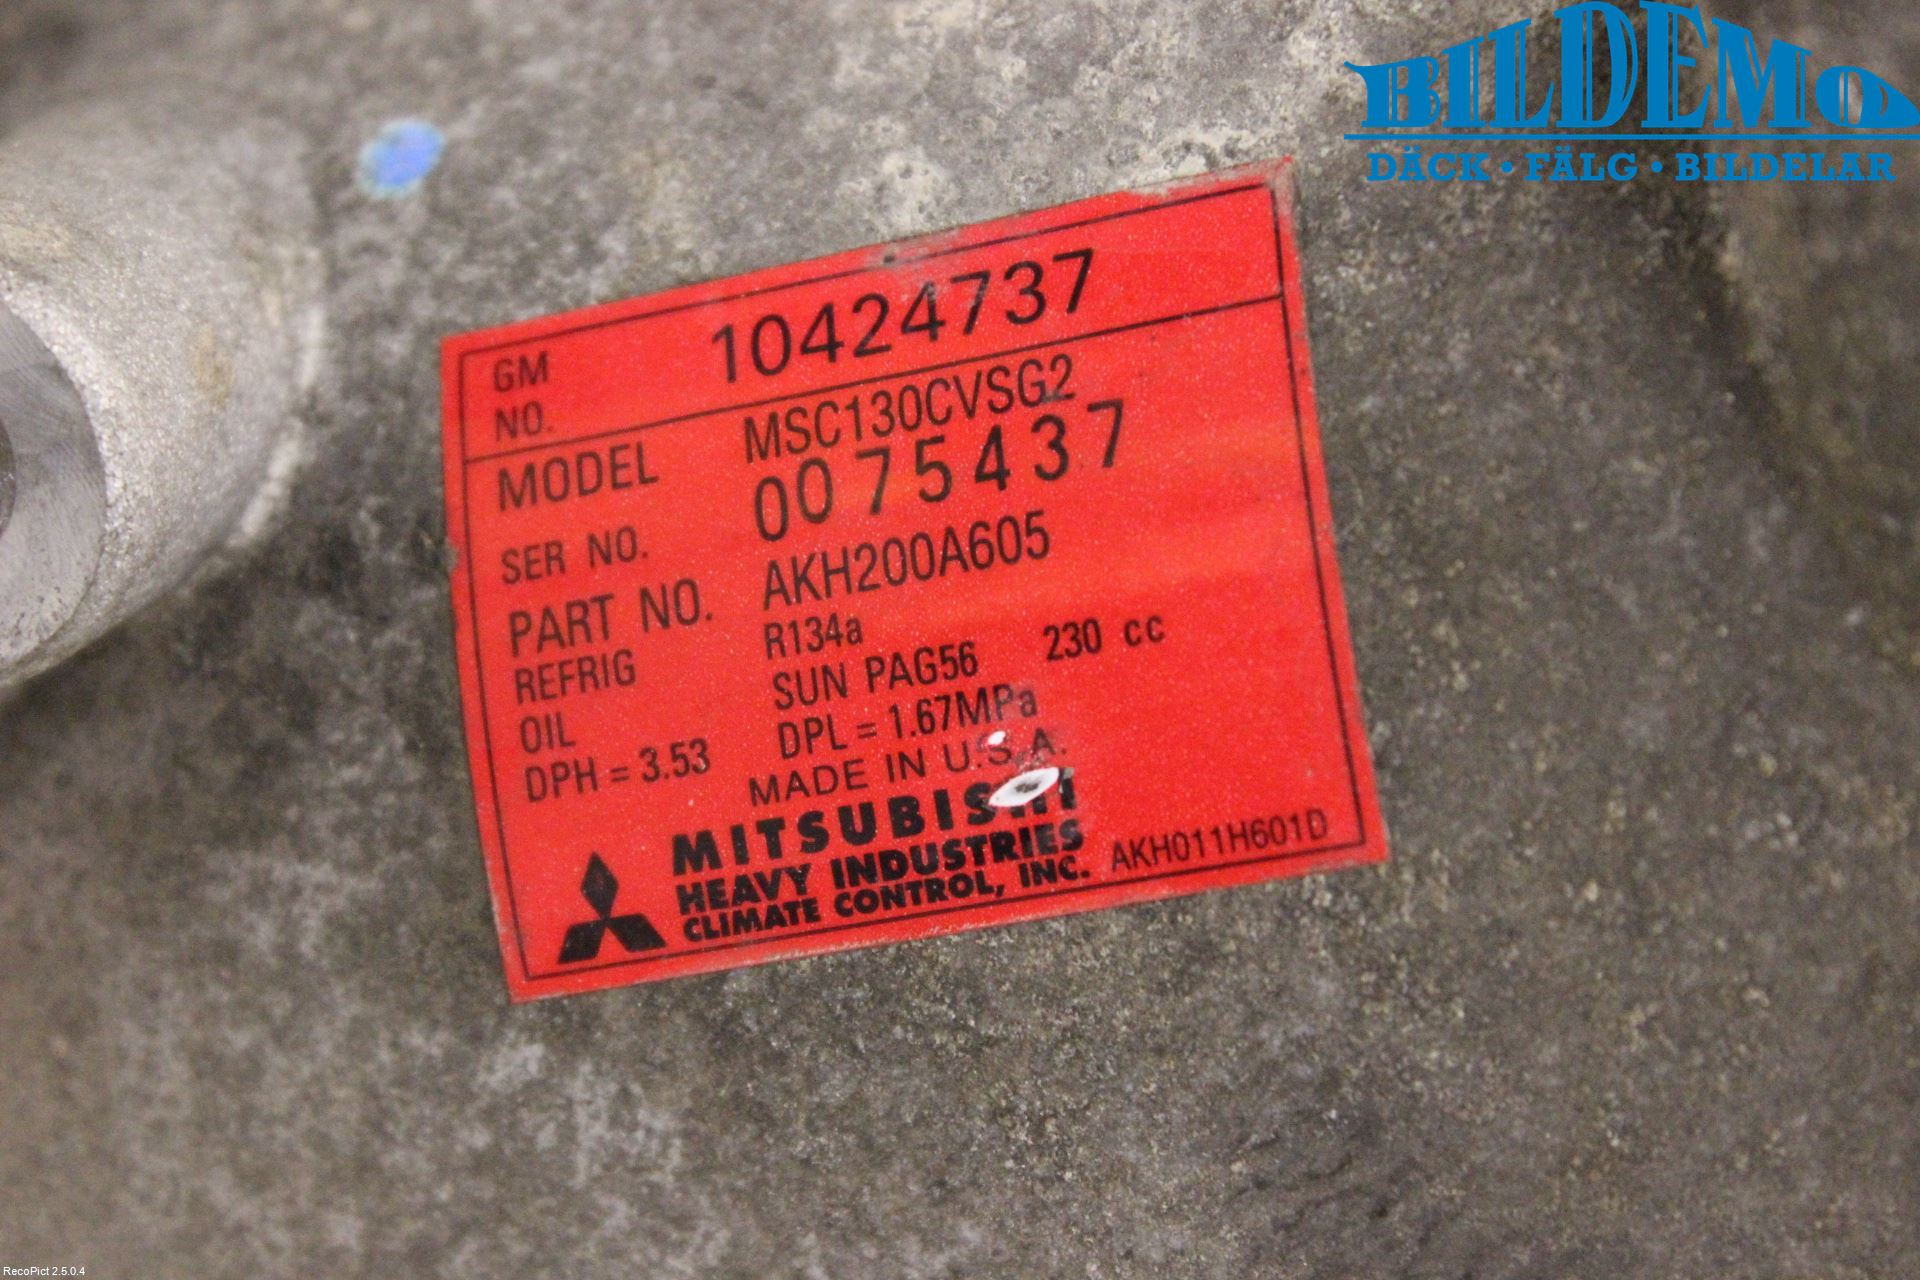 BILDEMO
DÄCK • FÄLG • BILDELAR
GM NO. 10424737
MODEL MSC130CVSG2
SER NO. 0075437
PART NO. AKH200A605
REFRIG R134a
OIL SUN PAG56 230 cc
DPH = 3.53 DPL = 1.67MPa
MADE IN U.S.A.
MITSUBISHI
HEAVY INDUSTRIES
CLIMATE CONTROL, INC. AKH011H601D
RecoPict 2.5.0.4